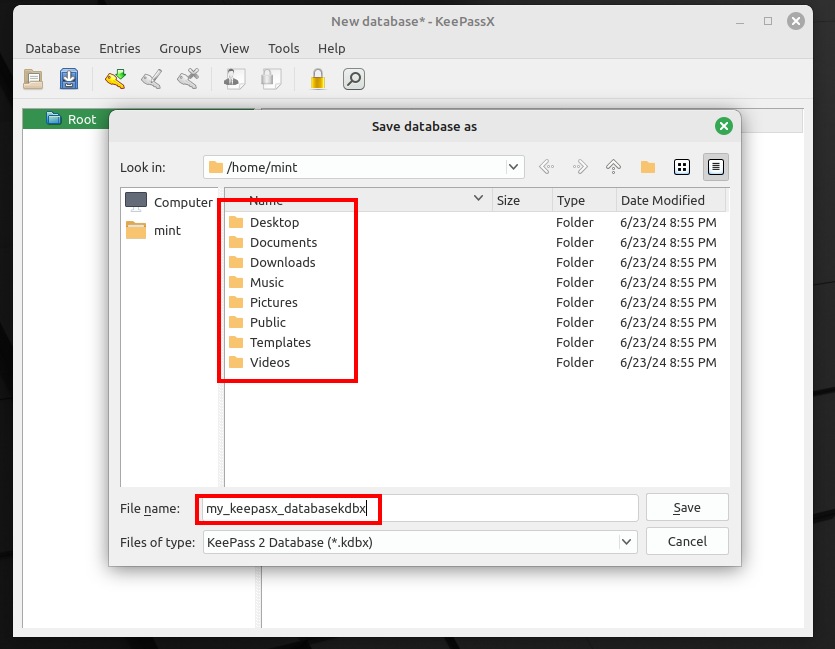 New database* - KeePassX
Database Entries Groups View Tools Help
Root
Save database as
Look in: /home/mint
Computer
mint
Name Size Type Date Modified
Desktop Folder 6/23/24 8:55 PM
Documents Folder 6/23/24 8:55 PM
Downloads Folder 6/23/24 8:55 PM
Music Folder 6/23/24 8:55 PM
Pictures Folder 6/23/24 8:55 PM
Public Folder 6/23/24 8:55 PM
Templates Folder 6/23/24 8:55 PM
Videos Folder 6/23/24 8:55 PM
File name: my_keepasx_databasekdbx Save
Files of type: KeePass 2 Database (*.kdbx) Cancel